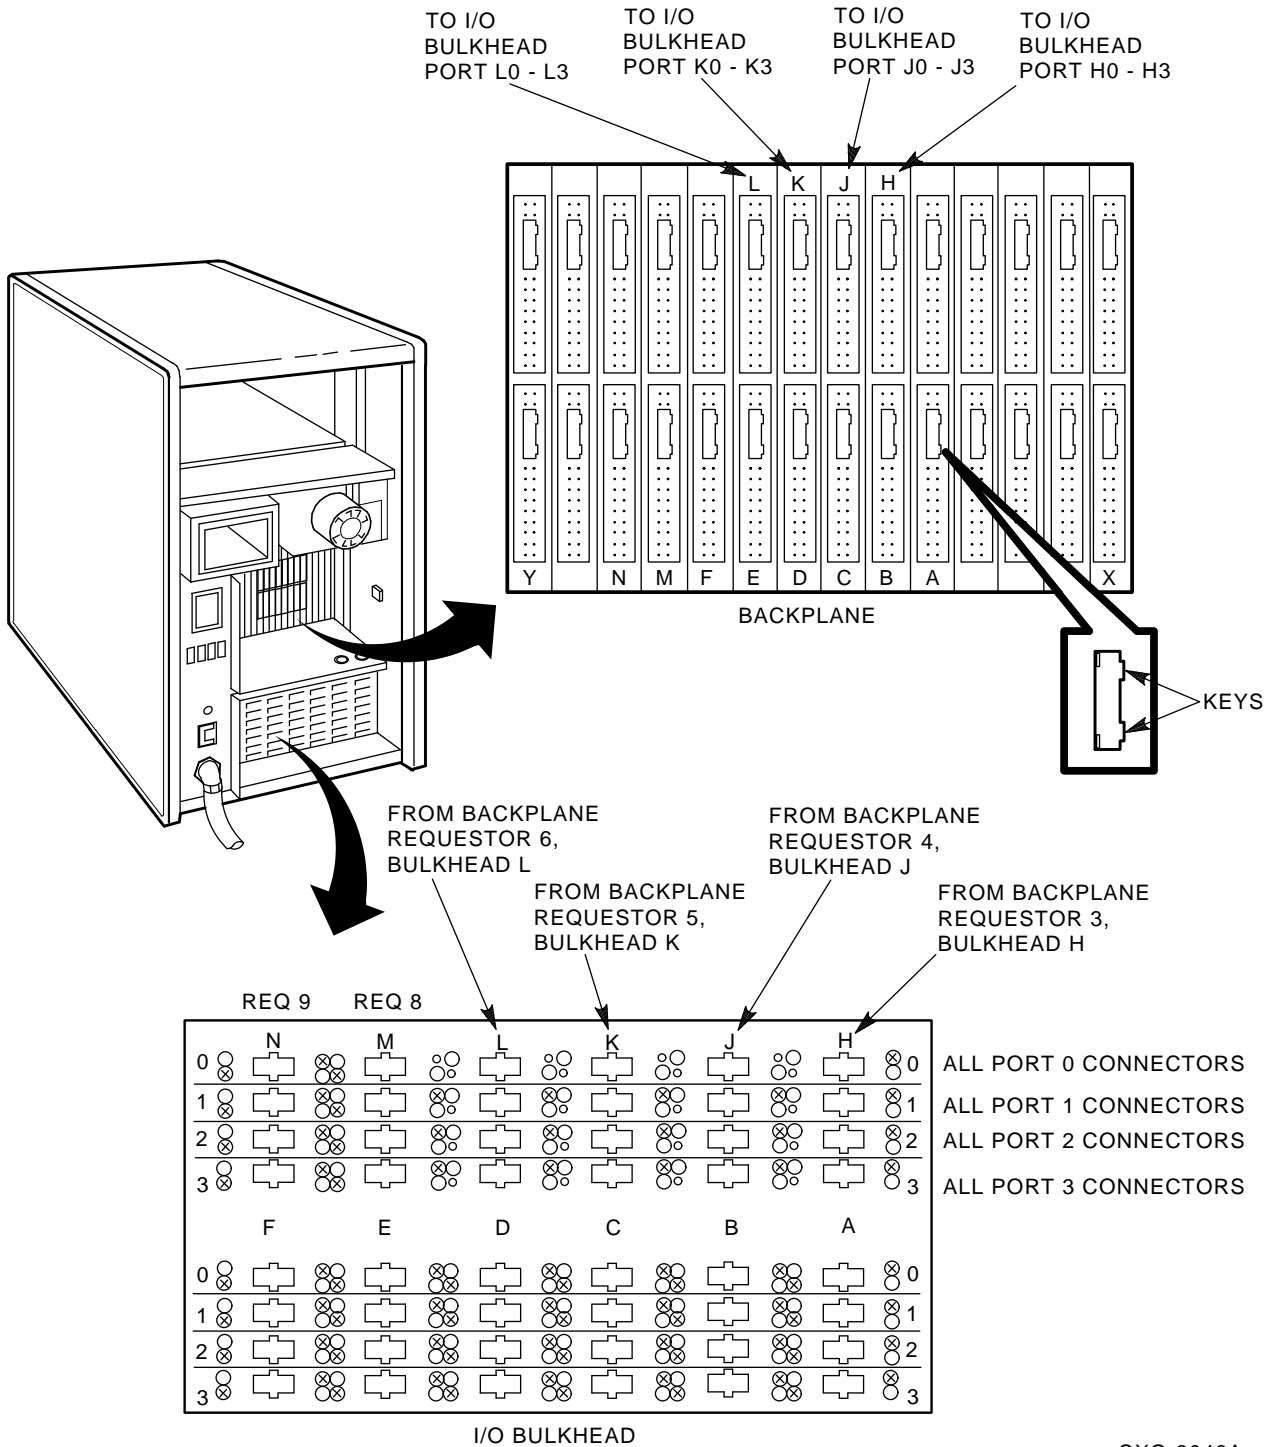 TO I/O
BULKHEAD
PORT L0 - L3
TO I/O
BULKHEAD
PORT K0 - K3
TO I/O
BULKHEAD
PORT J0 - J3
TO I/O
BULKHEAD
PORT H0 - H3
L K J H
Y N M F E D C B A X
BACKPLANE
KEYS
FROM BACKPLANE
REQUESTOR 6,
BULKHEAD L
FROM BACKPLANE
REQUESTOR 5,
BULKHEAD K
FROM BACKPLANE
REQUESTOR 4,
BULKHEAD J
FROM BACKPLANE
REQUESTOR 3,
BULKHEAD H
REQ 9 REQ 8
N M L K J H
0 0 ALL PORT 0 CONNECTORS
1 1 ALL PORT 1 CONNECTORS
2 2 ALL PORT 2 CONNECTORS
3 3 ALL PORT 3 CONNECTORS
F E D C B A
0 0
1 1
2 2
3 3
I/O BULKHEAD